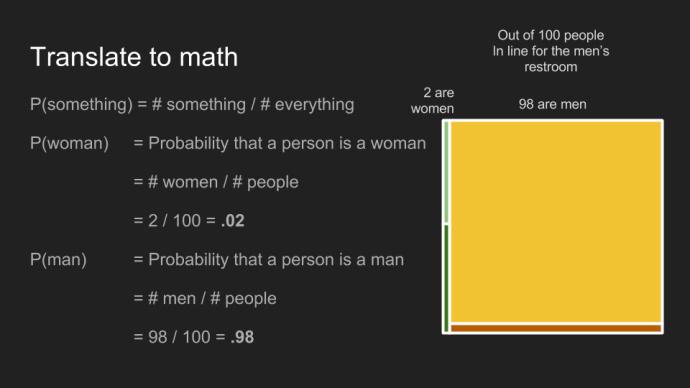 Translate to math
P(something) = # something / # everything
P(woman) = Probability that a person is a woman
= # women / # people
= 2 / 100 = .02
P(man) = Probability that a person is a man
= # men / # people
= 98 / 100 = .98
Out of 100 people
In line for the men's
restroom
2 are
women
98 are men